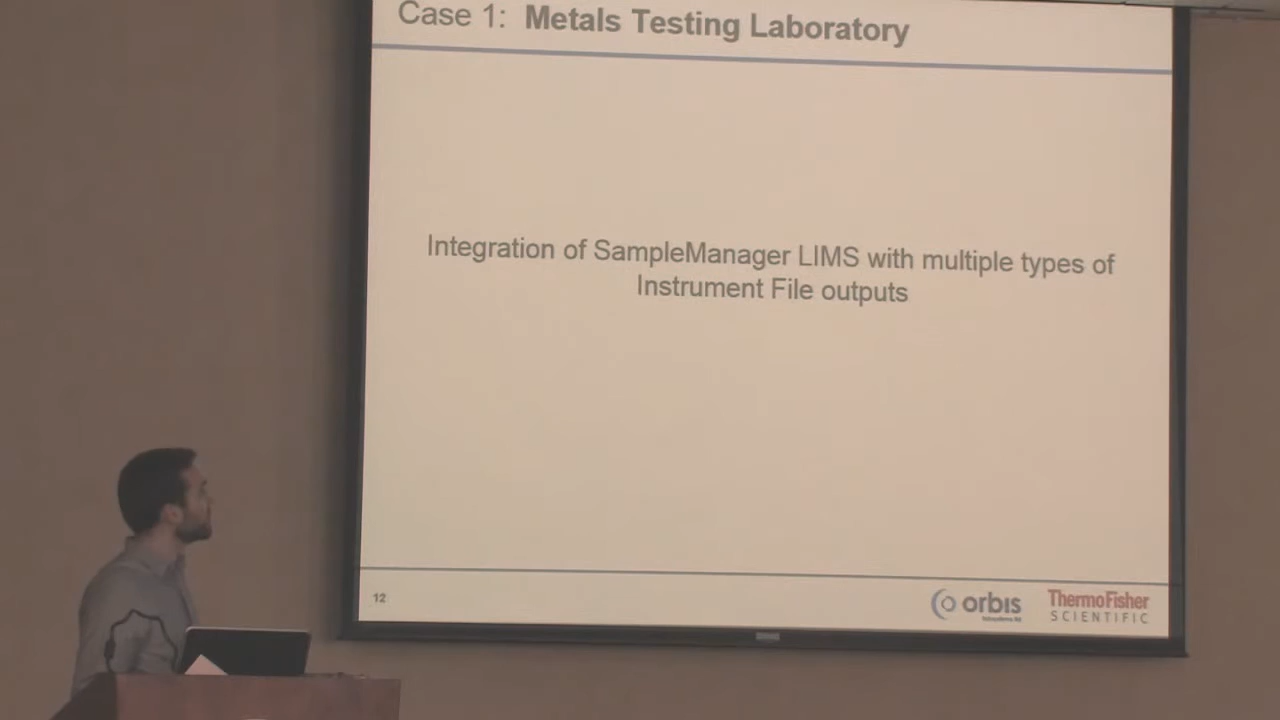 Case 1: Metals Testing Laboratory
Integration of SampleManager LIMS with multiple types of
Instrument File outputs
12
orbis
ThermoFisher
SCIENTIFIC